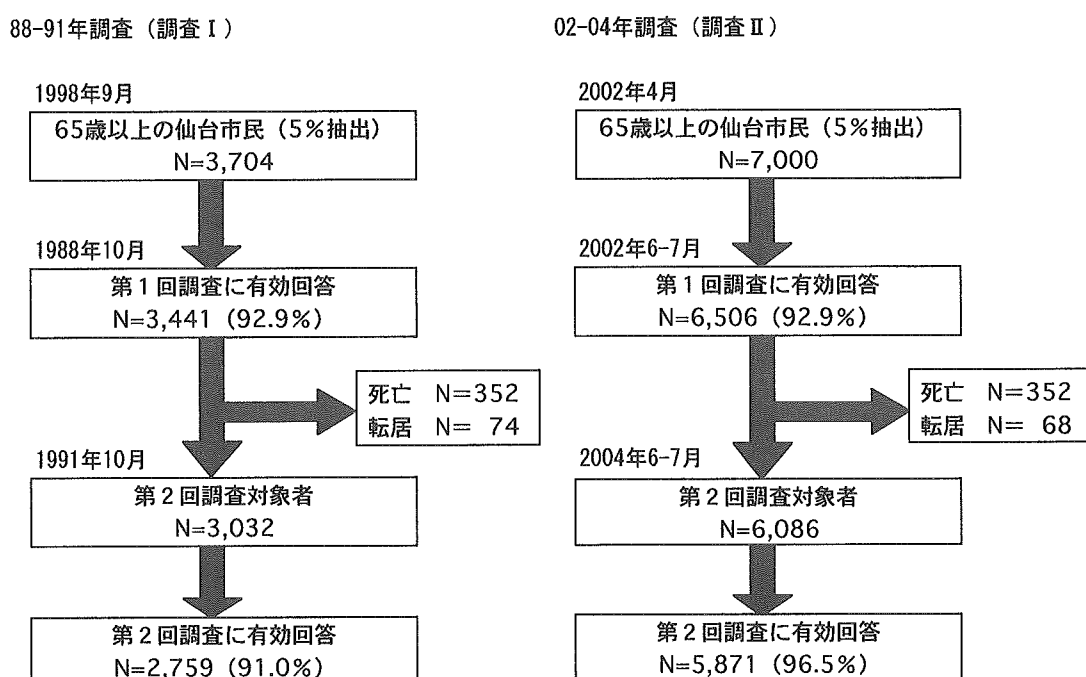 88-91年調査（調査Ⅰ）
1998年9月
65歳以上の仙台市民（5%抽出）
N=3,704
1988年10月
第1回調査に有効回答
N=3,441（92.9%）
死亡 N=352
転居 N= 74
1991年10月
第2回調査対象者
N=3,032
第2回調査に有効回答
N=2,759（91.0%）
02-04年調査（調査Ⅱ）
2002年4月
65歳以上の仙台市民（5%抽出）
N=7,000
2002年6-7月
第1回調査に有効回答
N=6,506（92.9%）
死亡 N=352
転居 N= 68
2004年6-7月
第2回調査対象者
N=6,086
第2回調査に有効回答
N=5,871（96.5%）